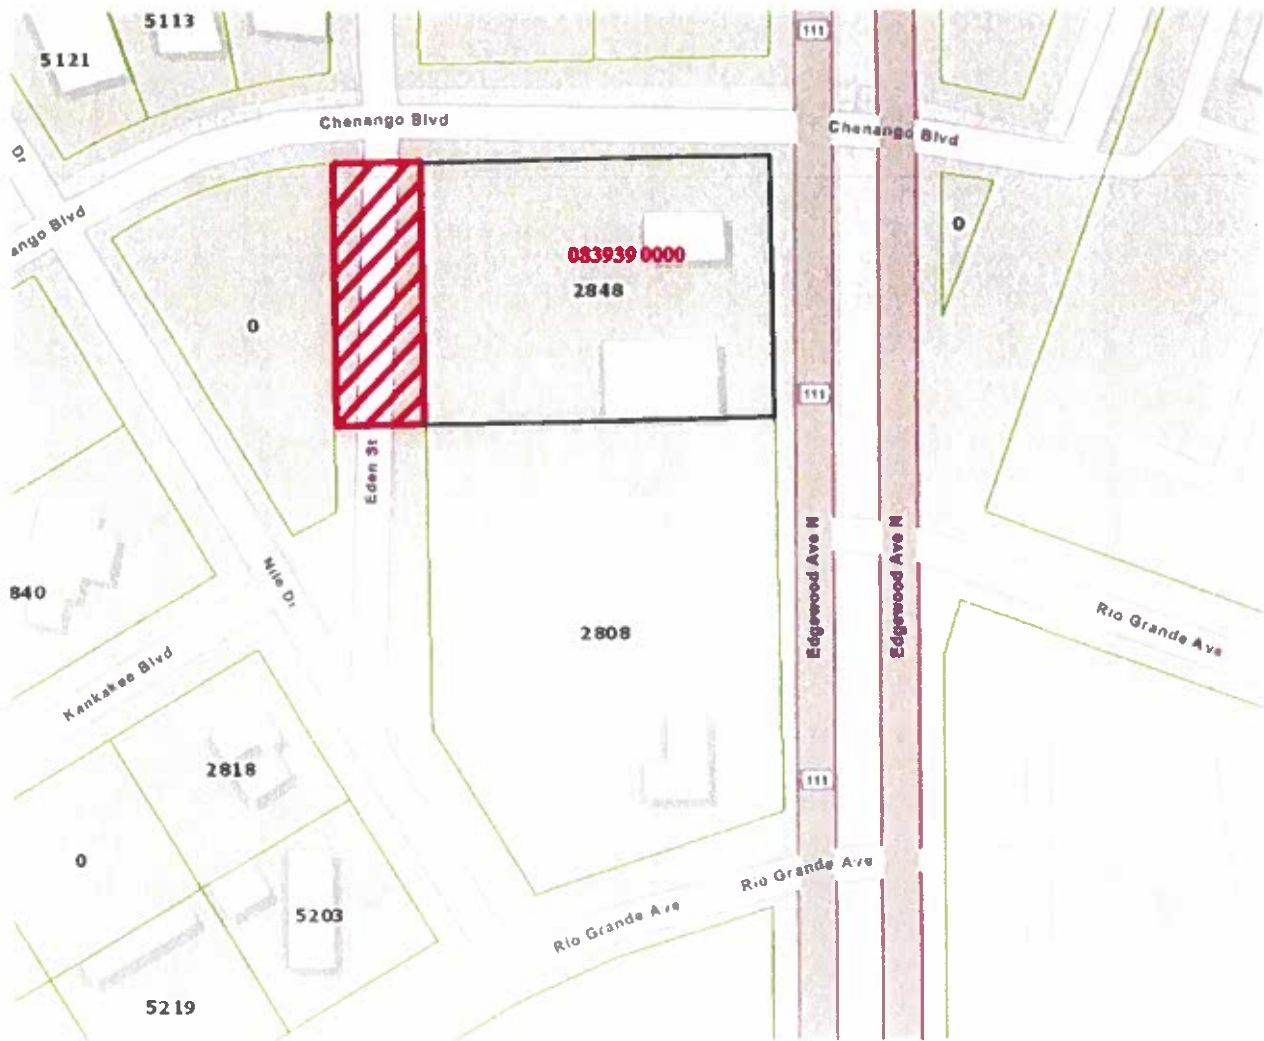 5113
5121
111
Chenango Blvd
Chenango Blvd
Dr
ango Blvd
0
083939 0000
2848
0
111
Eden St
Nile Dr
840
Edgewood Ave N
Edgewood Ave N
Rio Grande Ave
2808
Kankakee Blvd
2818
111
0
Rio Grande Ave
Rio Grande Ave
5203
5219